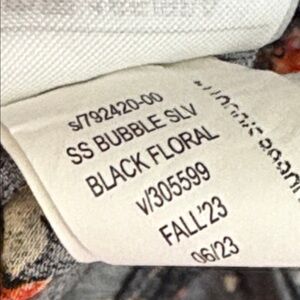 s/792420-00
SS BUBBLE SLV
BLACK FLORAL
v/305599
FALL'23
06/23